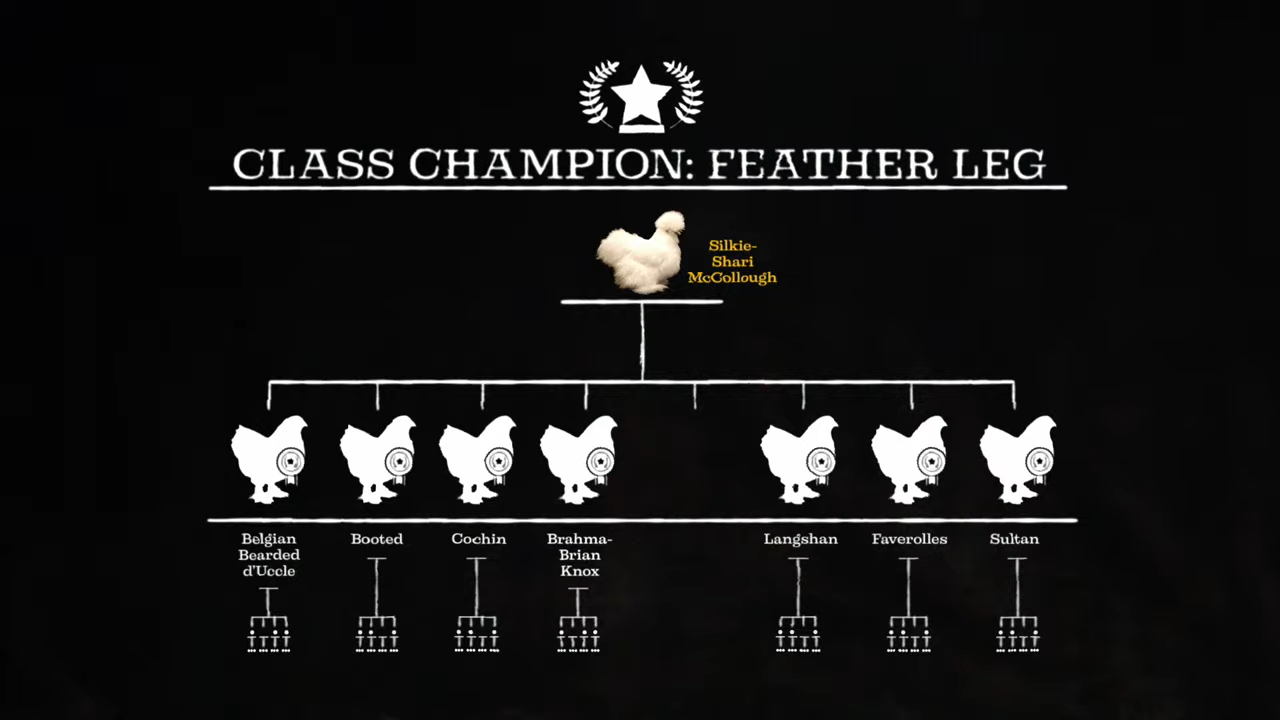 CLASS CHAMPION: FEATHER LEG
Silkie-
Shari
McCollough
Belgian
Bearded
d'Uccle
Booted
Cochin
Brahma-
Brian
Knox
Langshan
Faverolles
Sultan